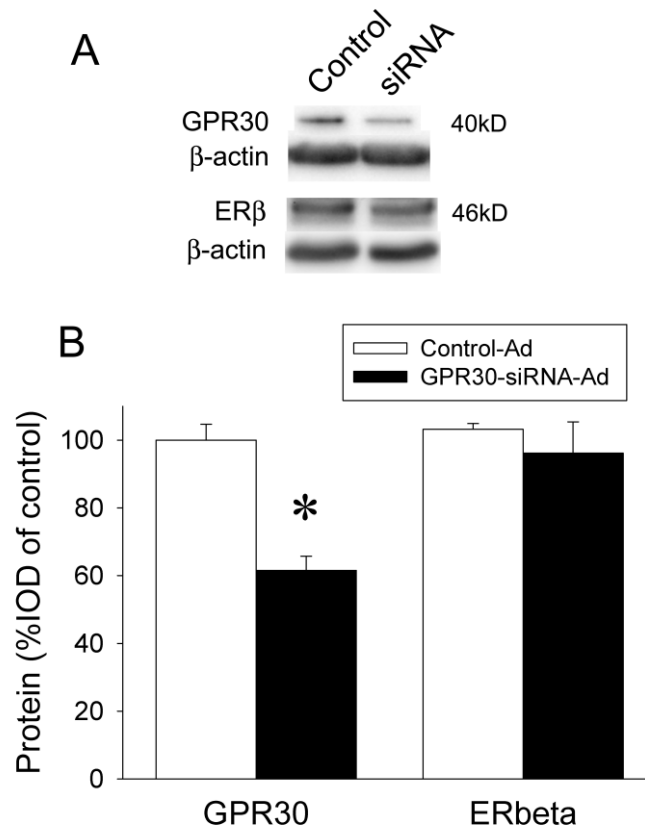 A
Control siRNA
GPR30 40kD
β-actin
ERβ 46kD
β-actin
B
Control-Ad
GPR30-siRNA-Ad
Protein (%IOD of control)
100
80
60
40
20
0
*
GPR30 ERbeta